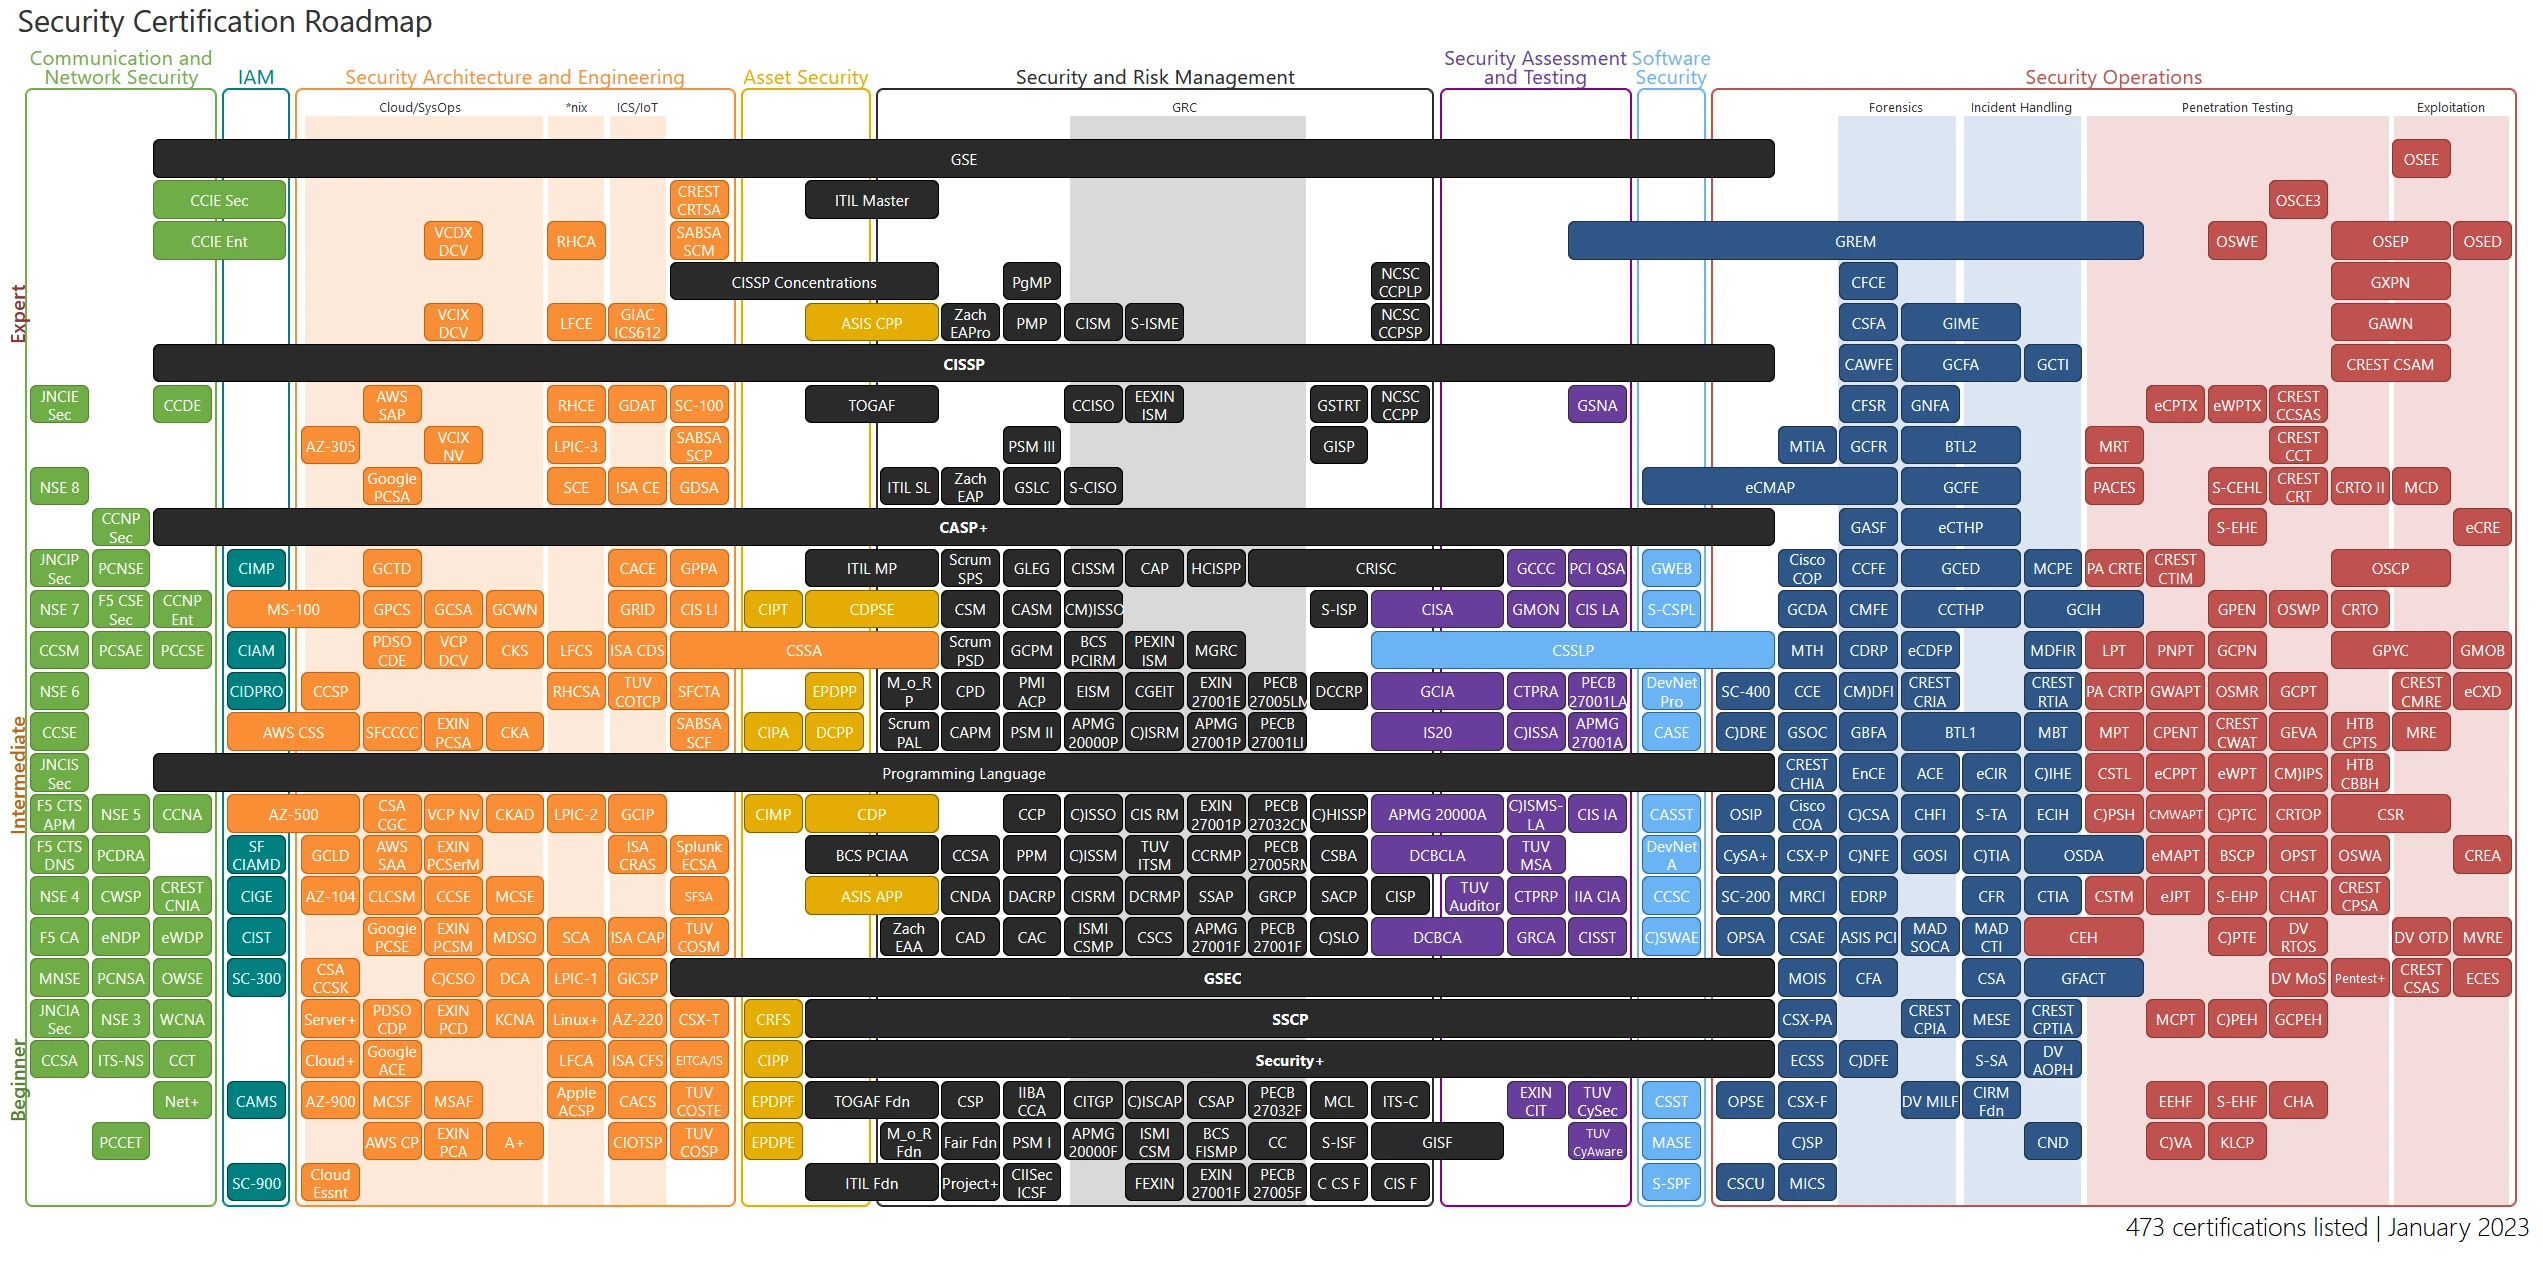 Security Certification Roadmap
Communication and
Network Security
IAM
Security Architecture and Engineering
Asset Security
Security and Risk Management
Security Assessment
and Testing
Software
Security
Security Operations
Cloud/SysOps
*nix
ICS/IoT
GRC
Forensics
Incident Handling
Penetration Testing
Exploitation
Expert
Intermediate
Beginner
GSE
OSEE
CCIE Sec
CREST
CRTSA
ITIL Master
OSCE3
CCIE Ent
VCDX
DCV
RHCA
SABSA
SCM
GREM
OSWE
OSEP
OSED
CISSP Concentrations
PgMP
NCSC
CCPLP
CFCE
GXPN
VCIX
DCV
LFCE
GIAC
ICS612
ASIS CPP
Zach
EAPro
PMP
CISM
S-ISME
NCSC
CCPSP
CSFA
GIME
GAWN
CISSP
CAWFE
GCFA
GCTI
CREST CSAM
JNCIE
Sec
CCDE
AWS
SAP
RHCE
GDAT
SC-100
TOGAF
CCISO
EEXIN
ISM
GSTRT
NCSC
CCPP
GSNA
CFSR
GNFA
eCPTX
eWPTX
CREST
CCSAS
AZ-305
VCIX
NV
LPIC-3
SABSA
SCP
PSM III
GISP
MTIA
GCFR
BTL2
MRT
CREST
CCT
NSE 8
Google
PCSA
SCE
ISA CE
GDSA
ITIL SL
Zach
EAP
GSLC
S-CISO
eCMAP
GCFE
PACES
S-CEHL
CREST
CRT
CRTO II
MCD
CCNP
Sec
CASP+
GASF
eCTHP
S-EHE
eCRE
JNCIP
Sec
PCNSE
CIMP
GCTD
CACE
GPPA
ITIL MP
Scrum
SPS
GLEG
CISSM
CAP
HCISPP
CRISC
GCCC
PCI QSA
GWEB
Cisco
COP
CCFE
GCED
MCPE
PA CRTE
CREST
CTIM
OSCP
NSE 7
F5 CSE
Sec
CCNP
Ent
MS-100
GPCS
GCSA
GCWN
GRID
CIS LI
CIPT
CDPSE
CSM
CASM
CM)ISSO
S-ISP
CISA
GMON
CIS LA
S-CSPL
GCDA
CMFE
CCTHP
GCIH
GPEN
OSWP
CRTO
CCSM
PCSAE
PCCSE
CIAM
PDSO
CDE
VCP
DCV
CKS
LFCS
ISA CDS
CSSA
Scrum
PSD
GCPM
BCS
PCIRM
PEXIN
ISM
MGRC
CSSLP
MTH
CDRP
eCDFP
MDFIR
LPT
PNPT
GCPN
GPYC
GMOB
NSE 6
CIDPRO
CCSP
RHCSA
TUV
COTCP
SFCTA
EPDPP
M_o_R
P
CPD
PMI
ACP
EISM
CGEIT
EXIN
27001E
PECB
27005LM
DCCRP
GCIA
CTPRA
PECB
27001LA
DevNet
Pro
SC-400
CCE
CM)DFI
CREST
CRIA
CREST
RTIA
PA CRTP
GWAPT
OSMR
GCPT
CREST
CMRE
eCXD
CCSE
AWS CSS
SFCCCC
EXIN
PCSA
CKA
SABSA
SCF
CIPA
DCPP
Scrum
PAL
CAPM
PSM II
APMG
20000P
C)ISRM
APMG
27001P
PECB
27001LI
IS20
C)ISSA
APMG
27001A
CASE
C)DRE
GSOC
GBFA
BTL1
MBT
MPT
CPENT
CREST
CWAT
GEVA
HTB
CPTS
MRE
JNCIS
Sec
Programming Language
CREST
CHIA
EnCE
ACE
eCIR
C)IHE
CSTL
eCPPT
eWPT
CM)IPS
HTB
CBBH
F5 CTS
APM
NSE 5
CCNA
AZ-500
CSA
CGC
VCP NV
CKAD
LPIC-2
GCIP
CIMP
CDP
CCP
C)ISSO
CIS RM
EXIN
27001P
PECB
27032CM
C)HISSP
APMG 20000A
C)ISMS-
LA
CIS IA
CASST
OSIP
Cisco
COA
C)CSA
CHFI
S-TA
ECIH
C)PSH
CMWAPT
C)PTC
CRTOP
CSR
F5 CTS
DNS
PCDRA
SF
CIAMD
GCLD
AWS
SAA
EXIN
PCSerM
ISA
CRAS
Splunk
ECSA
BCS PCIAA
CCSA
PPM
C)ISSM
TUV
ITSM
CCRMP
PECB
27005RM
CSBA
DCBCLA
TUV
MSA
DevNet
A
CySA+
CSX-P
C)NFE
GOSI
C)TIA
OSDA
eMAPT
BSCP
OPST
OSWA
CREA
NSE 4
CWSP
CREST
CNIA
CIGE
AZ-104
CLCSM
CCSE
MCSE
SFSA
ASIS APP
CNDA
DACRP
CISRM
DCRMP
SSAP
GRCP
SACP
CISP
TUV
Auditor
CTPRP
IIA CIA
CCSC
SC-200
MRCI
EDRP
CFR
CTIA
CSTM
eJPT
S-EHP
CHAT
CREST
CPSA
F5 CA
eNDP
eWDP
CIST
Google
PCSE
EXIN
PCSM
MDSO
SCA
ISA CAP
TUV
COSM
Zach
EAA
CAD
CAC
ISMI
CSMP
CSCS
APMG
27001F
PECB
27001F
C)SLO
DCBCA
GRCA
CISST
C)SWAE
OPSA
CSAE
ASIS PCI
MAD
SOCA
MAD
CTI
CEH
C)PTE
DV
RTOS
DV OTD
MVRE
MNSE
PCNSA
OWSE
SC-300
CSA
CCSK
C)CSO
DCA
LPIC-1
GICSP
GSEC
MOIS
CFA
CSA
GFACT
DV MoS
Pentest+
CREST
CSAS
ECES
JNCIA
Sec
NSE 3
WCNA
Server+
PDSO
CDP
EXIN
PCD
KCNA
Linux+
AZ-220
CSX-T
CRFS
SSCP
CSX-PA
CREST
CPIA
MESE
CREST
CPTIA
MCPT
C)PEH
GCPEH
CCSA
ITS-NS
CCT
Cloud+
Google
ACE
LFCA
ISA CFS
EITCA/IS
CIPP
Security+
ECSS
C)DFE
S-SA
DV
AOPH
Net+
CAMS
AZ-900
MCSF
MSAF
Apple
ACSP
CACS
TUV
COSTE
EPDPF
TOGAF Fdn
CSP
IIBA
CCA
CITGP
C)ISCAP
CSAP
PECB
27032F
MCL
ITS-C
EXIN
CIT
TUV
CySec
CSST
OPSE
CSX-F
DV MILF
CIRM
Fdn
EEHF
S-EHF
CHA
PCCET
AWS CP
EXIN
PCA
A+
CIOTSP
TUV
COSP
EPDPE
M_o_R
Fdn
Fair Fdn
PSM I
APMG
20000F
ISMI
CSM
BCS
FISMP
CC
S-ISF
GISF
TUV
CyAware
MASE
C)SP
CND
C)VA
KLCP
SC-900
Cloud
Essnt
ITIL Fdn
Project+
CIISec
ICSF
FEXIN
EXIN
27001F
PECB
27005F
C CS F
CIS F
S-SPF
CSCU
MICS
473 certifications listed | January 2023